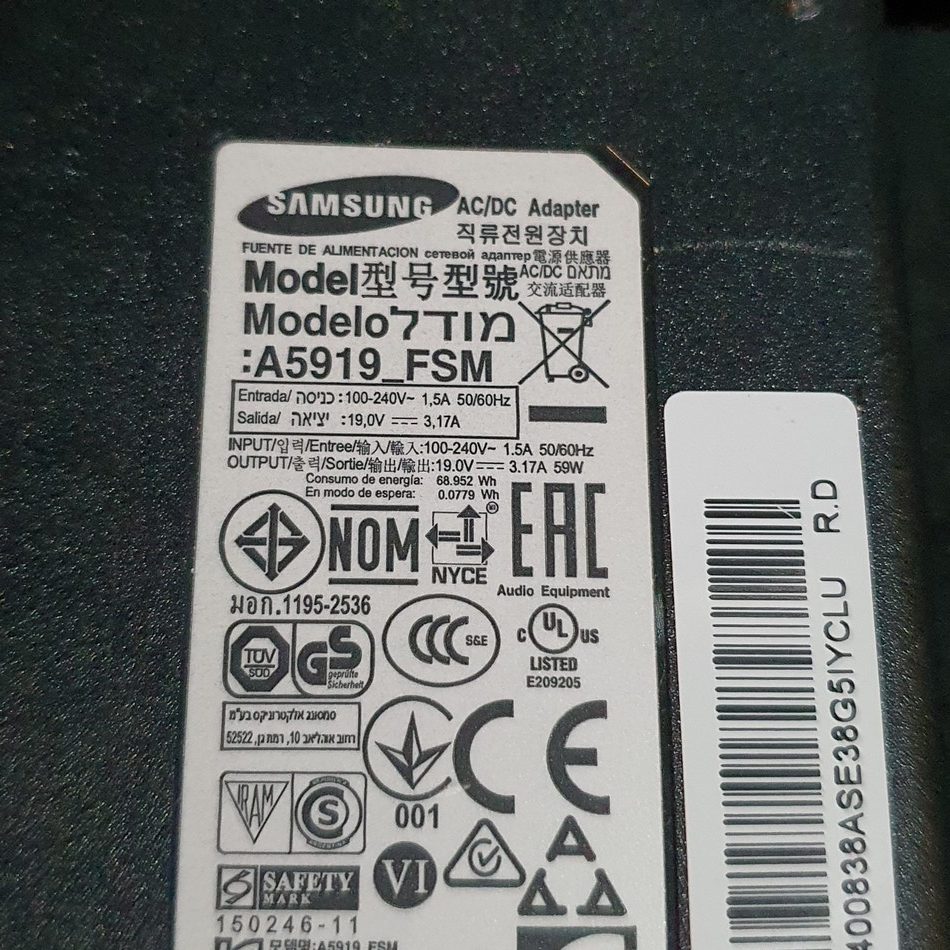 SAMSUNG AC/DC Adapter
직류전원장치
FUENTE DE ALIMENTACION сетевой адаптер 電源供應器
Model型号型號 AC/DC מתאם
交流适配器
Modelo מודל
:A5919_FSM
Entrada/ כניסה :100-240V~ 1,5A 50/60Hz
Salida/ יציאה :19,0V ⎓ 3,17A
INPUT/입력/Entree/输入/輸入:100-240V~ 1.5A 50/60Hz
OUTPUT/출력/Sortie/输出/輸出:19.0V ⎓ 3.17A 59W
Consumo de energía: 68.952 Wh
En modo de espera: 0.0779 Wh
NOM
NYCE
EAC
Audio Equipment
มอก.1195-2536
TÜV
SÜD
GS
geprüfte
Sicherheit
CCC S&E
C UL US
LISTED
E209205
סמסונג אלקטרוניקס בע"מ
רחוב אוהליאב 10, רמת גן, 52522
001
CE
IRAM
S
VI
A
S SAFETY
MARK
150246-11
모델명:A5919_FSM
00838ASE38G5IYCLU R.D